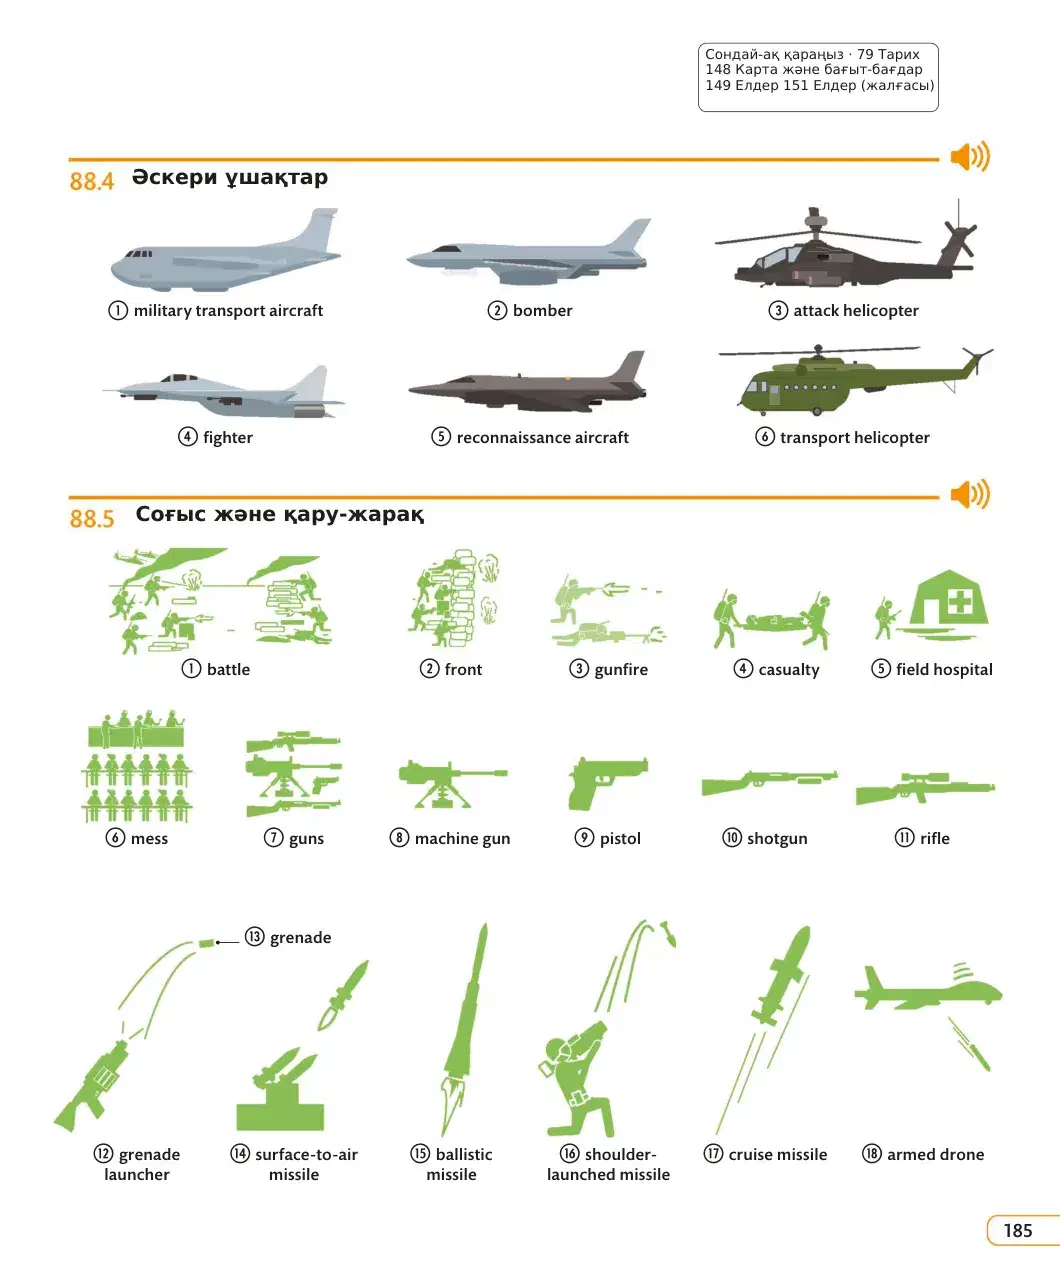 Сондай-ақ қараңыз · 79 Тарих
148 Карта және бағыт-бағдар
149 Елдер 151 Елдер (жалғасы)
88.4 Әскери ұшақтар
1 military transport aircraft
2 bomber
3 attack helicopter
4 fighter
5 reconnaissance aircraft
6 transport helicopter
88.5 Соғыс және қару-жарақ
1 battle
2 front
3 gunfire
4 casualty
5 field hospital
6 mess
7 guns
8 machine gun
9 pistol
10 shotgun
11 rifle
13 grenade
12 grenade
launcher
14 surface-to-air
missile
15 ballistic
missile
16 shoulder-
launched missile
17 cruise missile
18 armed drone
185